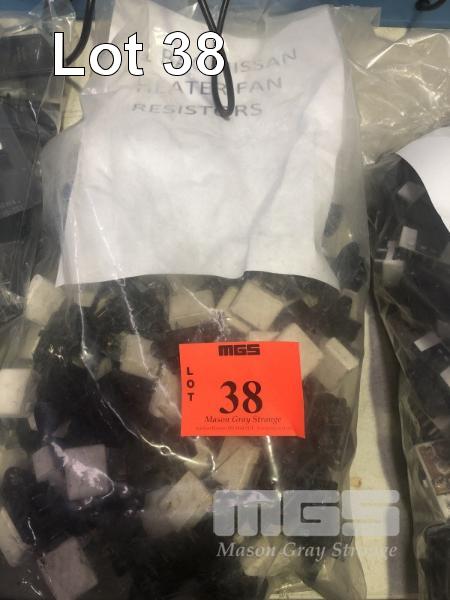 Lot 38
NISSAN
HEATER FAN
RESISTORS
MGS
LOT
38
Mason Gray Strange
MGS
Mason Gray Strange